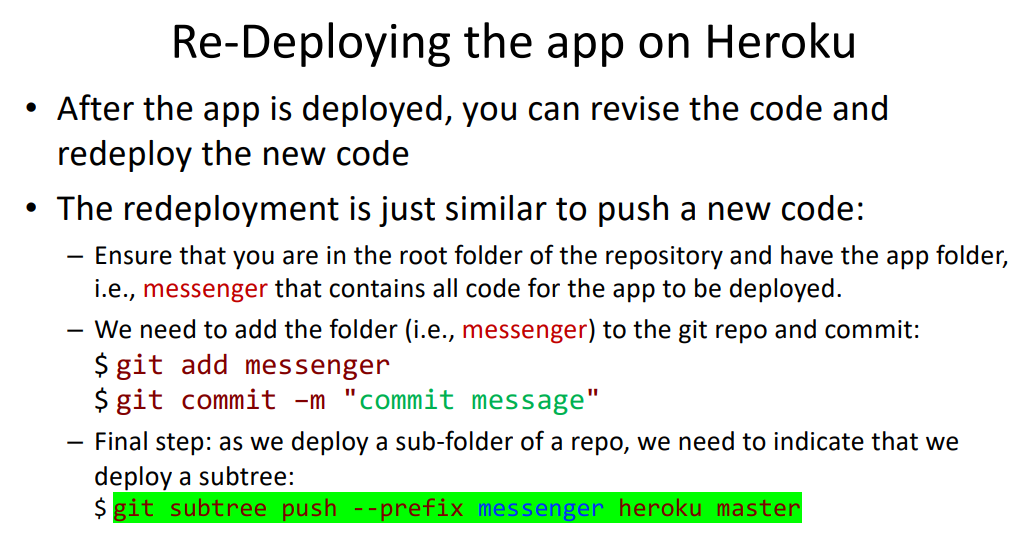 Re-Deploying the app on Heroku
• After the app is deployed, you can revise the code and
redeploy the new code
• The redeployment is just similar to push a new code:
– Ensure that you are in the root folder of the repository and have the app folder,
i.e., messenger that contains all code for the app to be deployed.
– We need to add the folder (i.e., messenger) to the git repo and commit:
$ git add messenger
$ git commit –m "commit message"
– Final step: as we deploy a sub-folder of a repo, we need to indicate that we
deploy a subtree:
$ git subtree push --prefix messenger heroku master